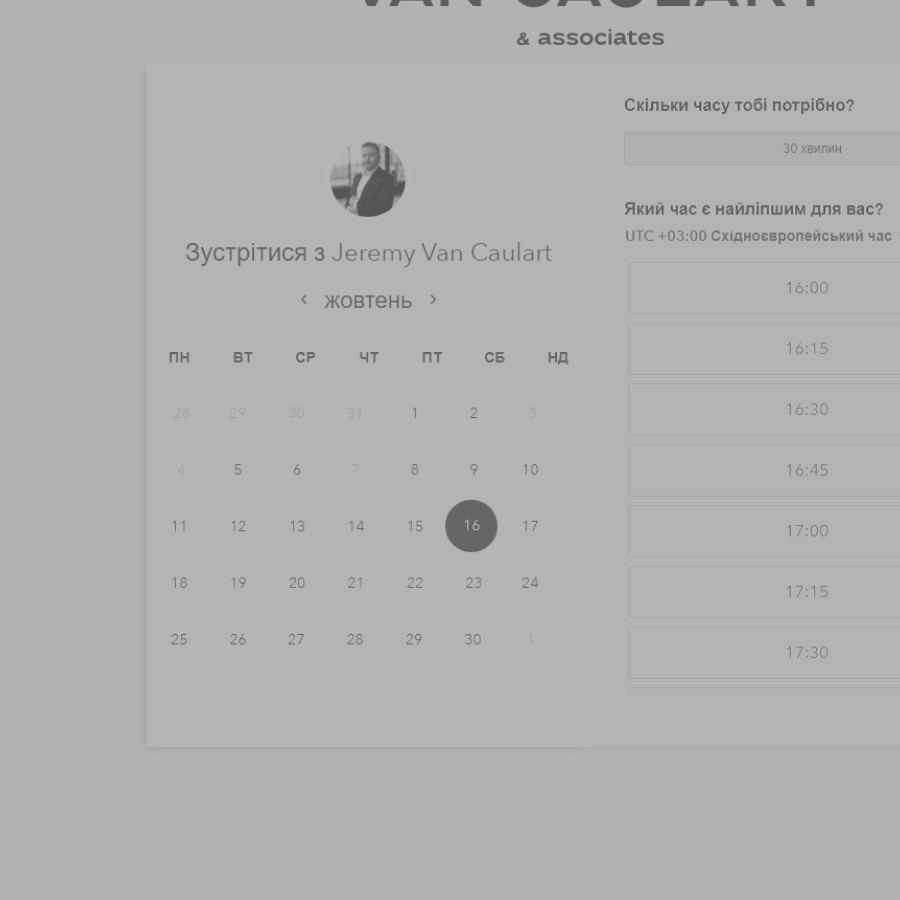 VAN CAULART
& associates
Зустрітися з Jeremy Van Caulart
жовтень
ПН ВТ СР ЧТ ПТ СБ НД
28 29 30 31 1 2 3
4 5 6 7 8 9 10
11 12 13 14 15 16 17
18 19 20 21 22 23 24
25 26 27 28 29 30 1
Скільки часу тобі потрібно?
30 хвилин
Який час є найліпшим для вас?
UTC +03:00 Східноєвропейський час
16:00
16:15
16:30
16:45
17:00
17:15
17:30